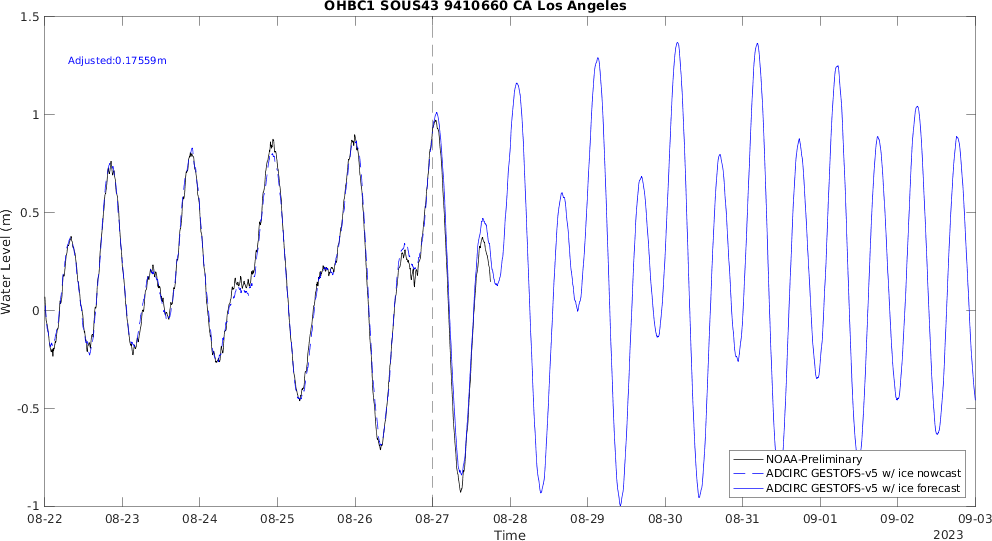 OHBC1 SOUS43 9410660 CA Los Angeles
Adjusted:0.17559m
Water Level (m)
1.5
1
0.5
0
-0.5
-1
NOAA-Preliminary
ADCIRC GESTOFS-v5 w/ ice nowcast
ADCIRC GESTOFS-v5 w/ ice forecast
08-22 08-23 08-24 08-25 08-26 08-27 08-28 08-29 08-30 08-31 09-01 09-02 09-03
Time
2023